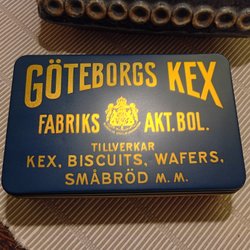 GÖTEBORGS KEX
FABRIKS AKT.BOL.
TILLVERKAR
KEX, BISCUITS, WAFERS,
SMÅBRÖD M.M.